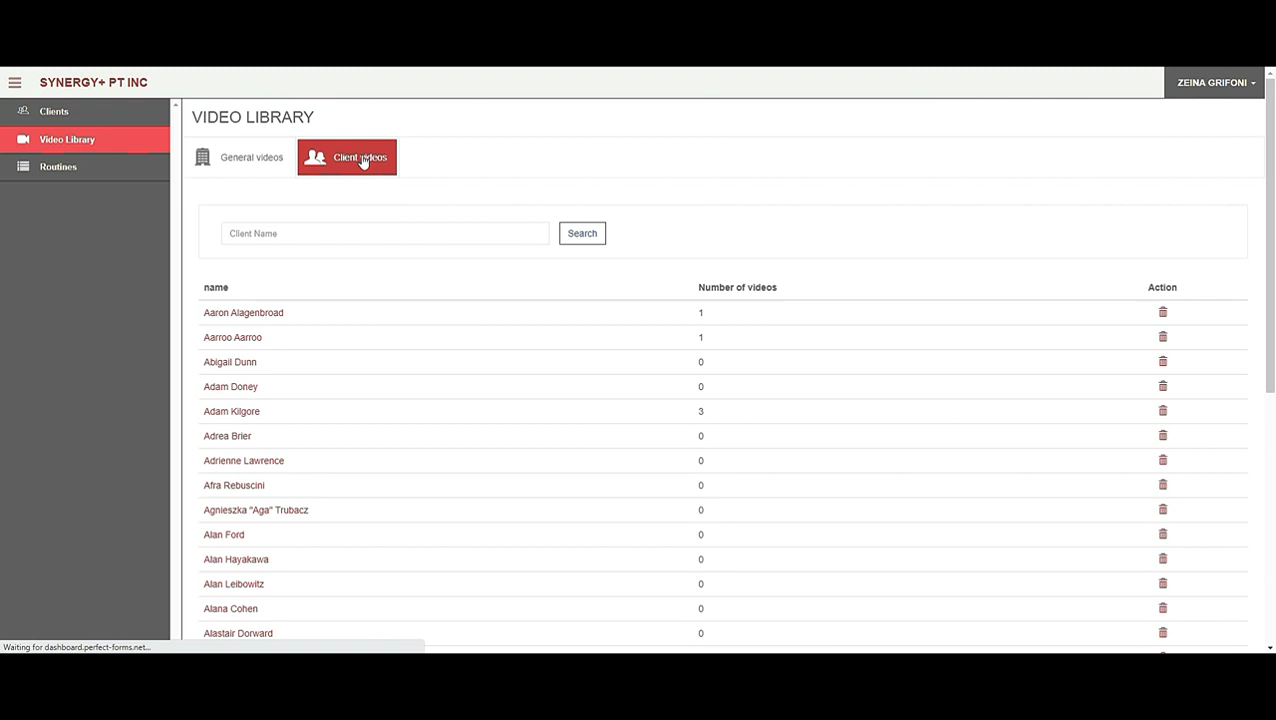 SYNERGY+ PT INC
ZEINA GRIFONI
Clients
Video Library
Routines
VIDEO LIBRARY
General videos
Client videos
Client Name
Search
name Number of videos Action
Aaron Alagenbroad 1
Aarroo Aarroo 1
Abigail Dunn 0
Adam Doney 0
Adam Kilgore 3
Adrea Brier 0
Adrienne Lawrence 0
Afra Rebuscini 0
Agnieszka "Aga" Trubacz 0
Alan Ford 0
Alan Hayakawa 0
Alan Leibowitz 0
Alana Cohen 0
Alastair Dorward 0
Waiting for dashboard.perfect-forms.net...